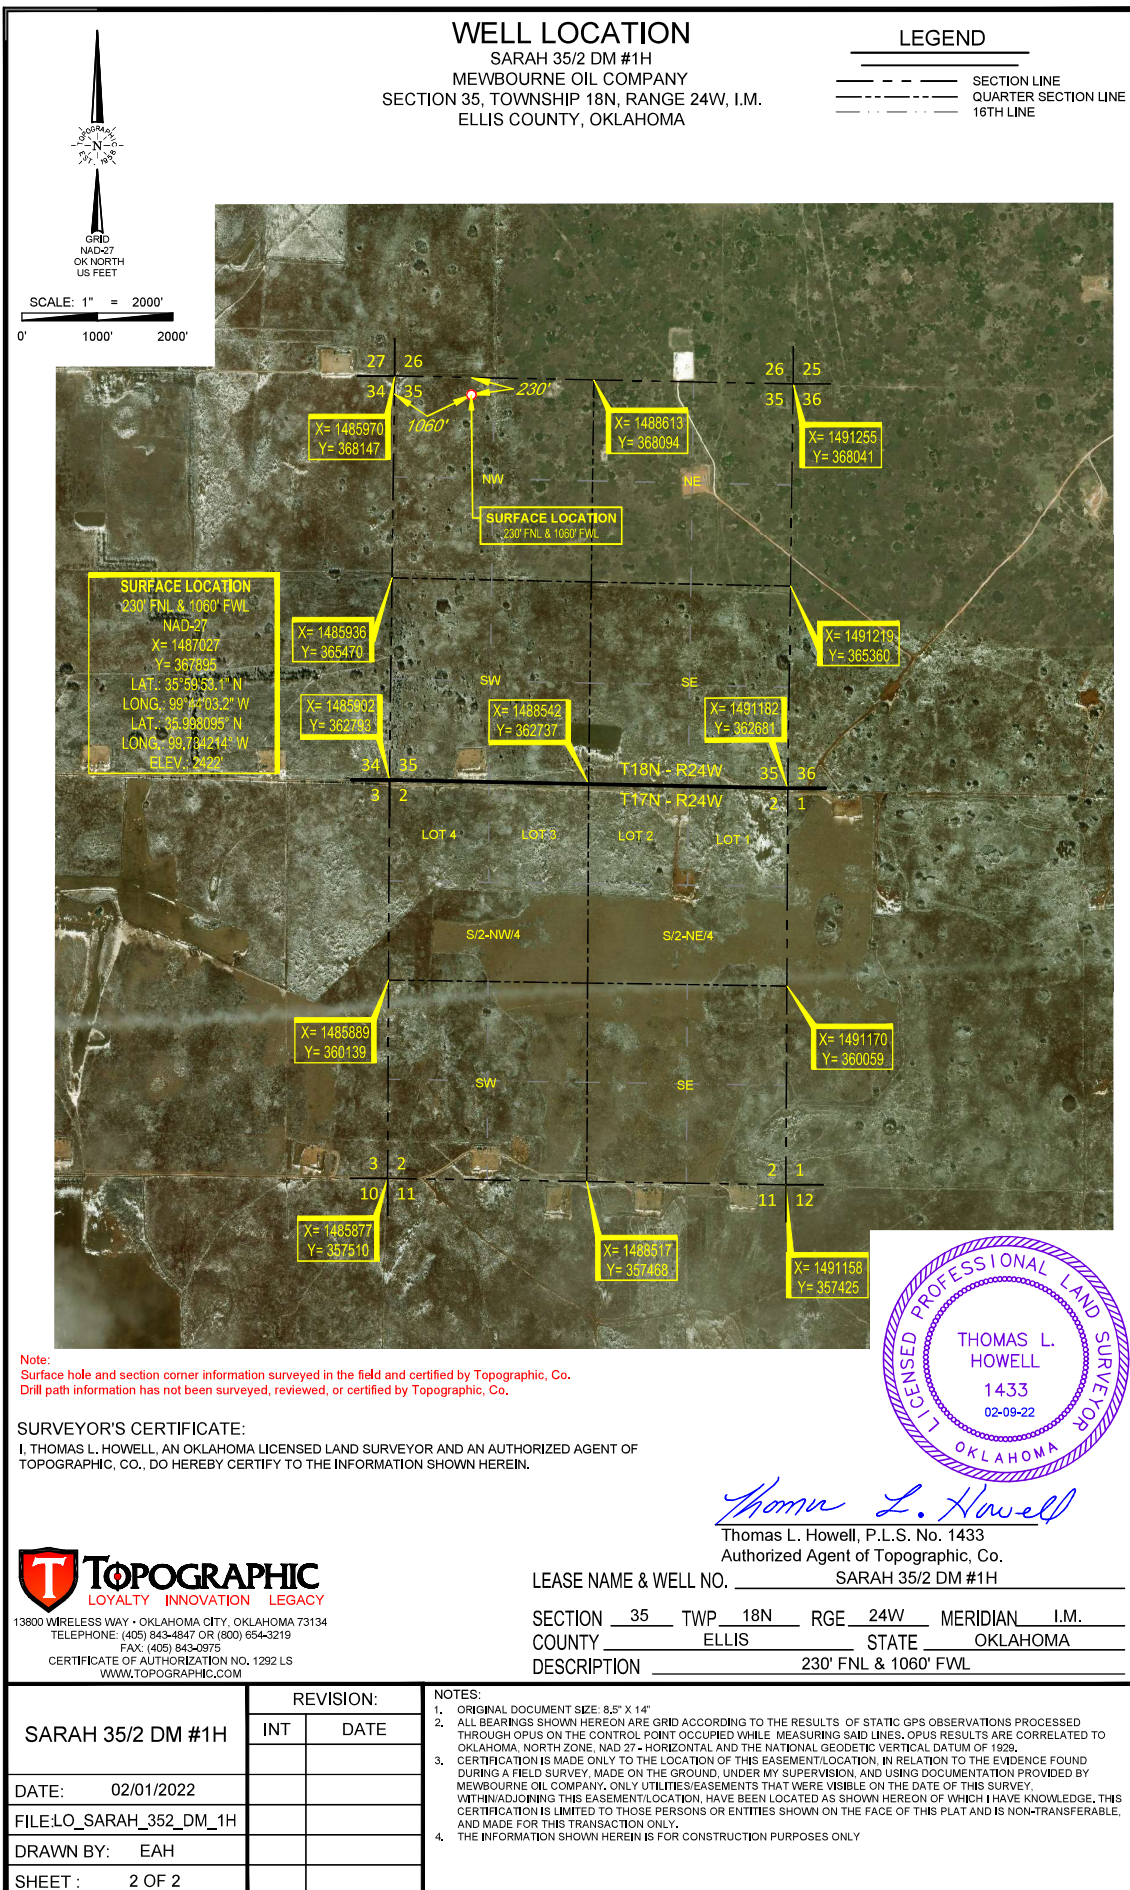 WELL LOCATION
SARAH 35/2 DM #1H
MEWBOURNE OIL COMPANY
SECTION 35, TOWNSHIP 18N, RANGE 24W, I.M.
ELLIS COUNTY, OKLAHOMA
LEGEND
SECTION LINE
QUARTER SECTION LINE
16TH LINE
TOPOGRAPHIC
N
EST. 1958
GRID
NAD-27
OK NORTH
US FEET
SCALE: 1" = 2000'
0' 1000' 2000'
27 26
34 35
26 25
35 36
230'
1060'
X= 1485970
Y= 368147
X= 1488613
Y= 368094
X= 1491255
Y= 368041
NW
NE
SURFACE LOCATION
230' FNL & 1060' FWL
SURFACE LOCATION
230' FNL & 1060' FWL
NAD-27
X= 1487027
Y= 367895
LAT.: 35°59'53.1" N
LONG.: 99°44'03.2" W
LAT.: 35.998095° N
LONG.: 99.734214° W
ELEV.: 2422'
X= 1485936
Y= 365470
X= 1491219
Y= 365360
SW
SE
X= 1485902
Y= 362793
X= 1488542
Y= 362737
X= 1491182
Y= 362681
34 35
3 2
T18N - R24W
T17N - R24W
35 36
2 1
LOT 4
LOT 3
LOT 2
LOT 1
S/2-NW/4
S/2-NE/4
X= 1485889
Y= 360139
X= 1491170
Y= 360059
SW
SE
3 2
10 11
2 1
11 12
X= 1485877
Y= 357510
X= 1488517
Y= 357468
X= 1491158
Y= 357425
LICENSED PROFESSIONAL LAND SURVEYOR
THOMAS L.
HOWELL
1433
02-09-22
OKLAHOMA
Note:
Surface hole and section corner information surveyed in the field and certified by Topographic, Co.
Drill path information has not been surveyed, reviewed, or certified by Topographic, Co.
SURVEYOR'S CERTIFICATE:
I, THOMAS L. HOWELL, AN OKLAHOMA LICENSED LAND SURVEYOR AND AN AUTHORIZED AGENT OF
TOPOGRAPHIC, CO., DO HEREBY CERTIFY TO THE INFORMATION SHOWN HEREIN.
Thomas L. Howell
Thomas L. Howell, P.L.S. No. 1433
Authorized Agent of Topographic, Co.
T TOPOGRAPHIC
LOYALTY INNOVATION LEGACY
13800 WIRELESS WAY • OKLAHOMA CITY, OKLAHOMA 73134
TELEPHONE: (405) 843-4847 OR (800) 654-3219
FAX: (405) 843-0975
CERTIFICATE OF AUTHORIZATION NO. 1292 LS
WWW.TOPOGRAPHIC.COM
LEASE NAME & WELL NO. SARAH 35/2 DM #1H
SECTION 35 TWP 18N RGE 24W MERIDIAN I.M.
COUNTY ELLIS STATE OKLAHOMA
DESCRIPTION 230' FNL & 1060' FWL
SARAH 35/2 DM #1H
REVISION:
INT DATE
DATE: 02/01/2022
FILE:LO_SARAH_352_DM_1H
DRAWN BY: EAH
SHEET : 2 OF 2
NOTES:
1. ORIGINAL DOCUMENT SIZE: 8.5" X 14"
2. ALL BEARINGS SHOWN HEREON ARE GRID ACCORDING TO THE RESULTS OF STATIC GPS OBSERVATIONS PROCESSED
THROUGH OPUS ON THE CONTROL POINT OCCUPIED WHILE MEASURING SAID LINES. OPUS RESULTS ARE CORRELATED TO
OKLAHOMA, NORTH ZONE, NAD 27 - HORIZONTAL AND THE NATIONAL GEODETIC VERTICAL DATUM OF 1929.
3. CERTIFICATION IS MADE ONLY TO THE LOCATION OF THIS EASEMENT/LOCATION, IN RELATION TO THE EVIDENCE FOUND
DURING A FIELD SURVEY, MADE ON THE GROUND, UNDER MY SUPERVISION, AND USING DOCUMENTATION PROVIDED BY
MEWBOURNE OIL COMPANY. ONLY UTILITIES/EASEMENTS THAT WERE VISIBLE ON THE DATE OF THIS SURVEY,
WITHIN/ADJOINING THIS EASEMENT/LOCATION, HAVE BEEN LOCATED AS SHOWN HEREON OF WHICH I HAVE KNOWLEDGE. THIS
CERTIFICATION IS LIMITED TO THOSE PERSONS OR ENTITIES SHOWN ON THE FACE OF THIS PLAT AND IS NON-TRANSFERABLE,
AND MADE FOR THIS TRANSACTION ONLY.
4. THE INFORMATION SHOWN HEREIN IS FOR CONSTRUCTION PURPOSES ONLY